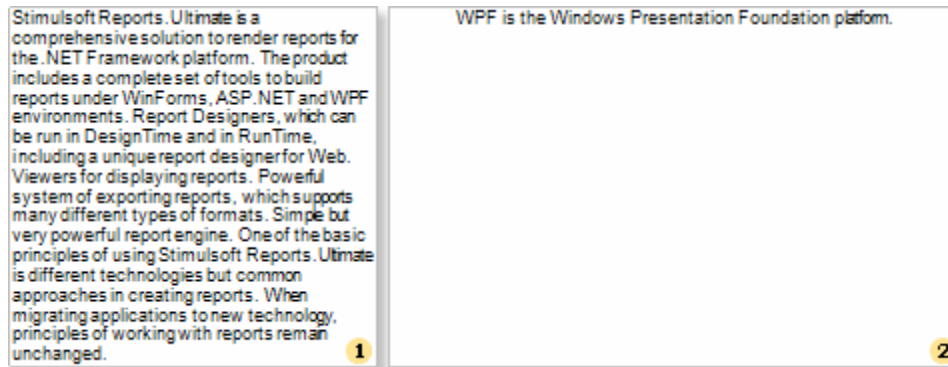 Stimulsoft Reports.Ultimate is a
comprehensive solution to render reports for
the .NET Framework platform. The product
includes a complete set of tools to build
reports under WinForms, ASP.NET and WPF
environments. Report Designers, which can
be run in DesignTime and in RunTime,
including a unique report designer for Web.
Viewers for displaying reports. Powerful
system of exporting reports, which supports
many different types of formats. Simple but
very powerful report engine. One of the basic
principles of using Stimulsoft Reports.Ultimate
is different technologies but common
approaches in creating reports. When
migrating applications to new technology,
principles of working with reports remain
unchanged.
1
WPF is the Windows Presentation Foundation platform.
2